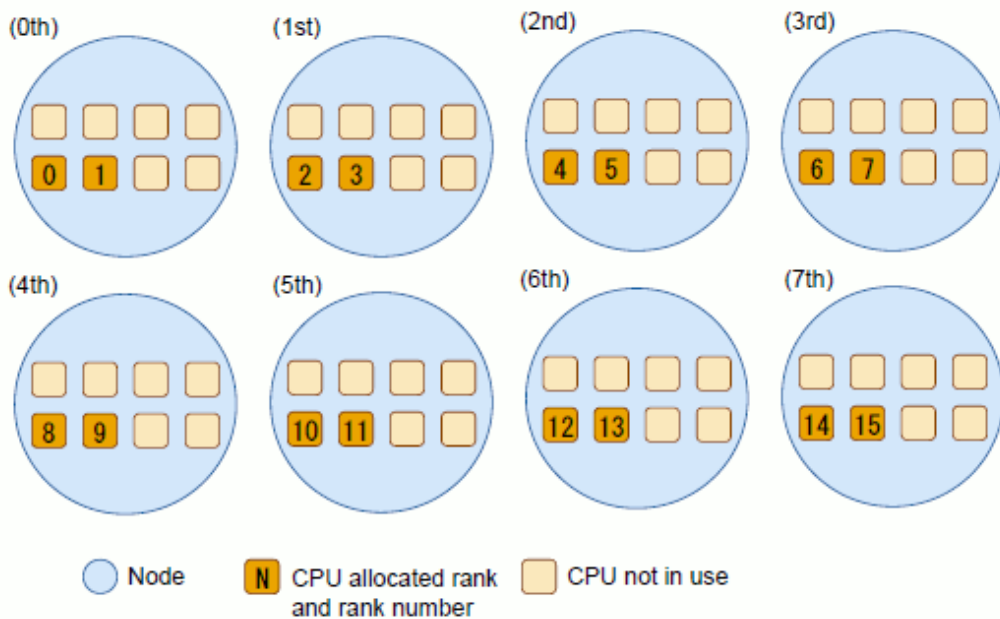 (0th)
(1st)
(2nd)
(3rd)
0 1
2 3
4 5
6 7
(4th)
(5th)
(6th)
(7th)
8 9
10 11
12 13
14 15
Node
N CPU allocated rank
and rank number
CPU not in use